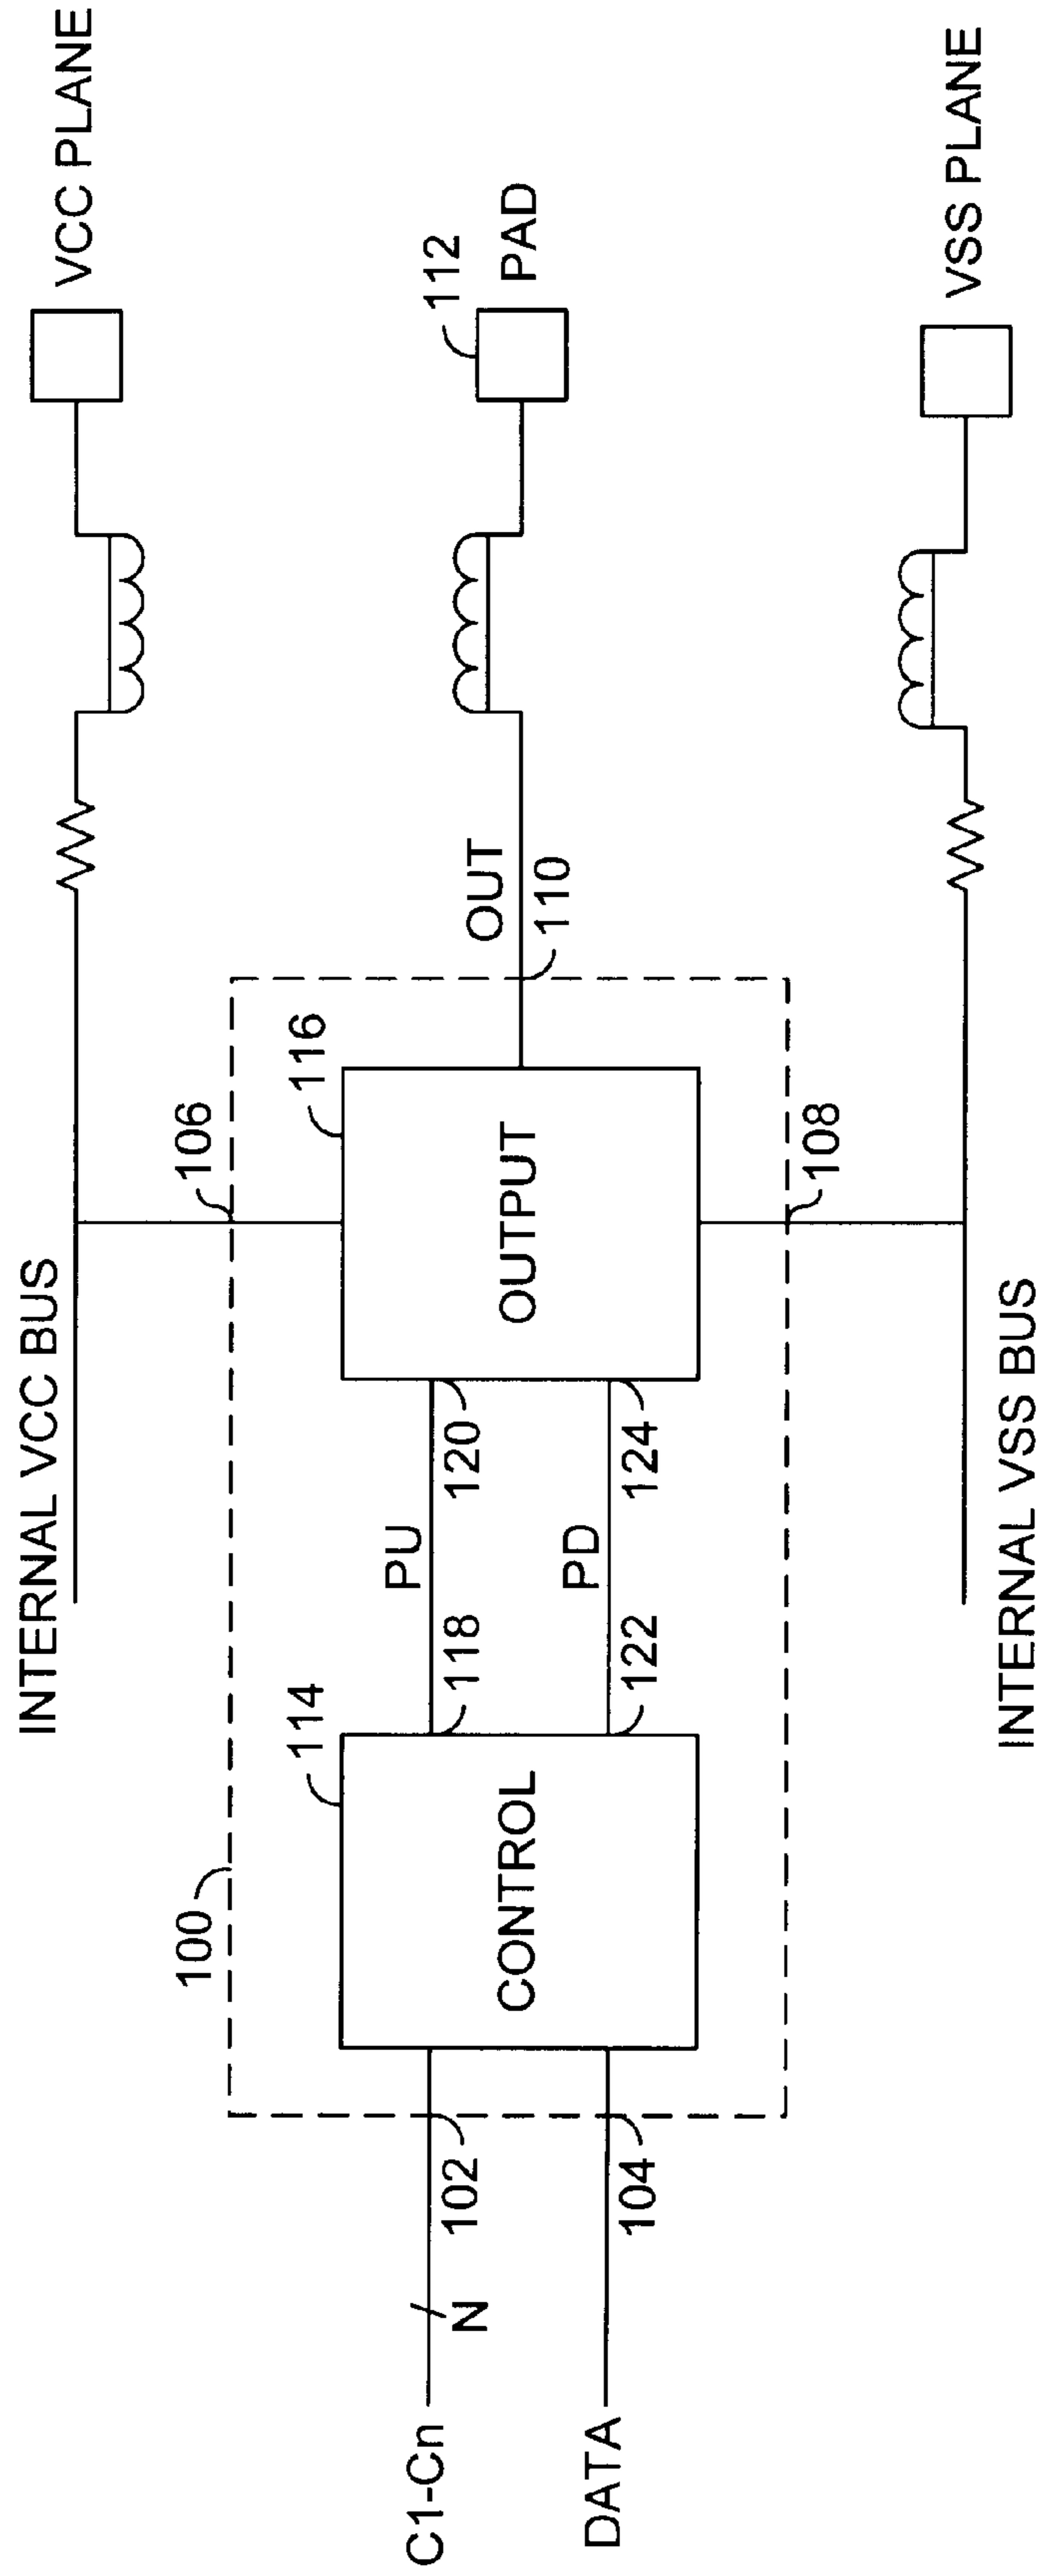 INTERNAL VCC BUS
VCC PLANE
106
100
114
116
112
PAD
OUT
110
C1-Cn
N
102
CONTROL
118
PU
120
OUTPUT
DATA
104
122
PD
124
108
INTERNAL VSS BUS
VSS PLANE